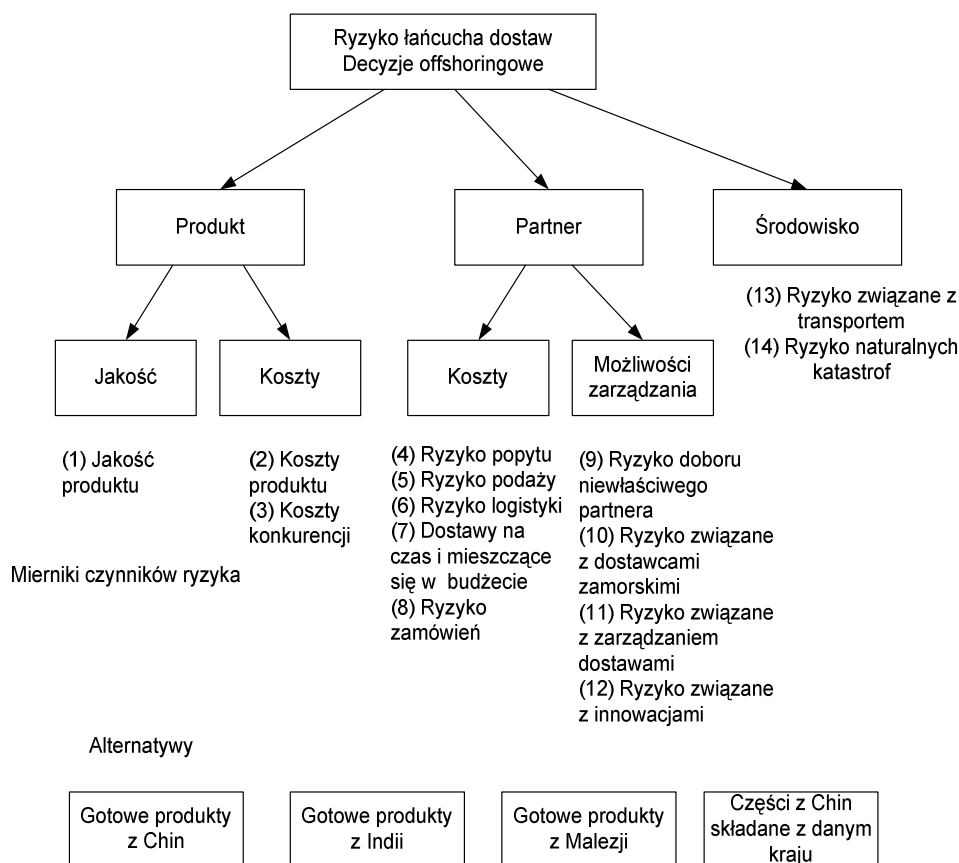 Ryzyko łańcucha dostaw
Decyzje offshoringowe
Produkt
Partner
Środowisko
(13) Ryzyko związane z
transportem
(14) Ryzyko naturalnych
katastrof
Jakość
Koszty
Koszty
Możliwości
zarządzania
(1) Jakość
produktu
(2) Koszty
produktu
(3) Koszty
konkurencji
(4) Ryzyko popytu
(5) Ryzyko podaży
(6) Ryzyko logistyki
(7) Dostawy na
czas i mieszczące
się w budżecie
(8) Ryzyko
zamówień
(9) Ryzyko doboru
niewłaściwego
partnera
(10) Ryzyko związane
z dostawcami
zamorskimi
(11) Ryzyko związane
z zarządzaniem
dostawami
(12) Ryzyko związane
z innowacjami
Mierniki czynników ryzyka
Alternatywy
Gotowe produkty
z Chin
Gotowe produkty
z Indii
Gotowe produkty
z Malezji
Części z Chin
składane z danym
kraju